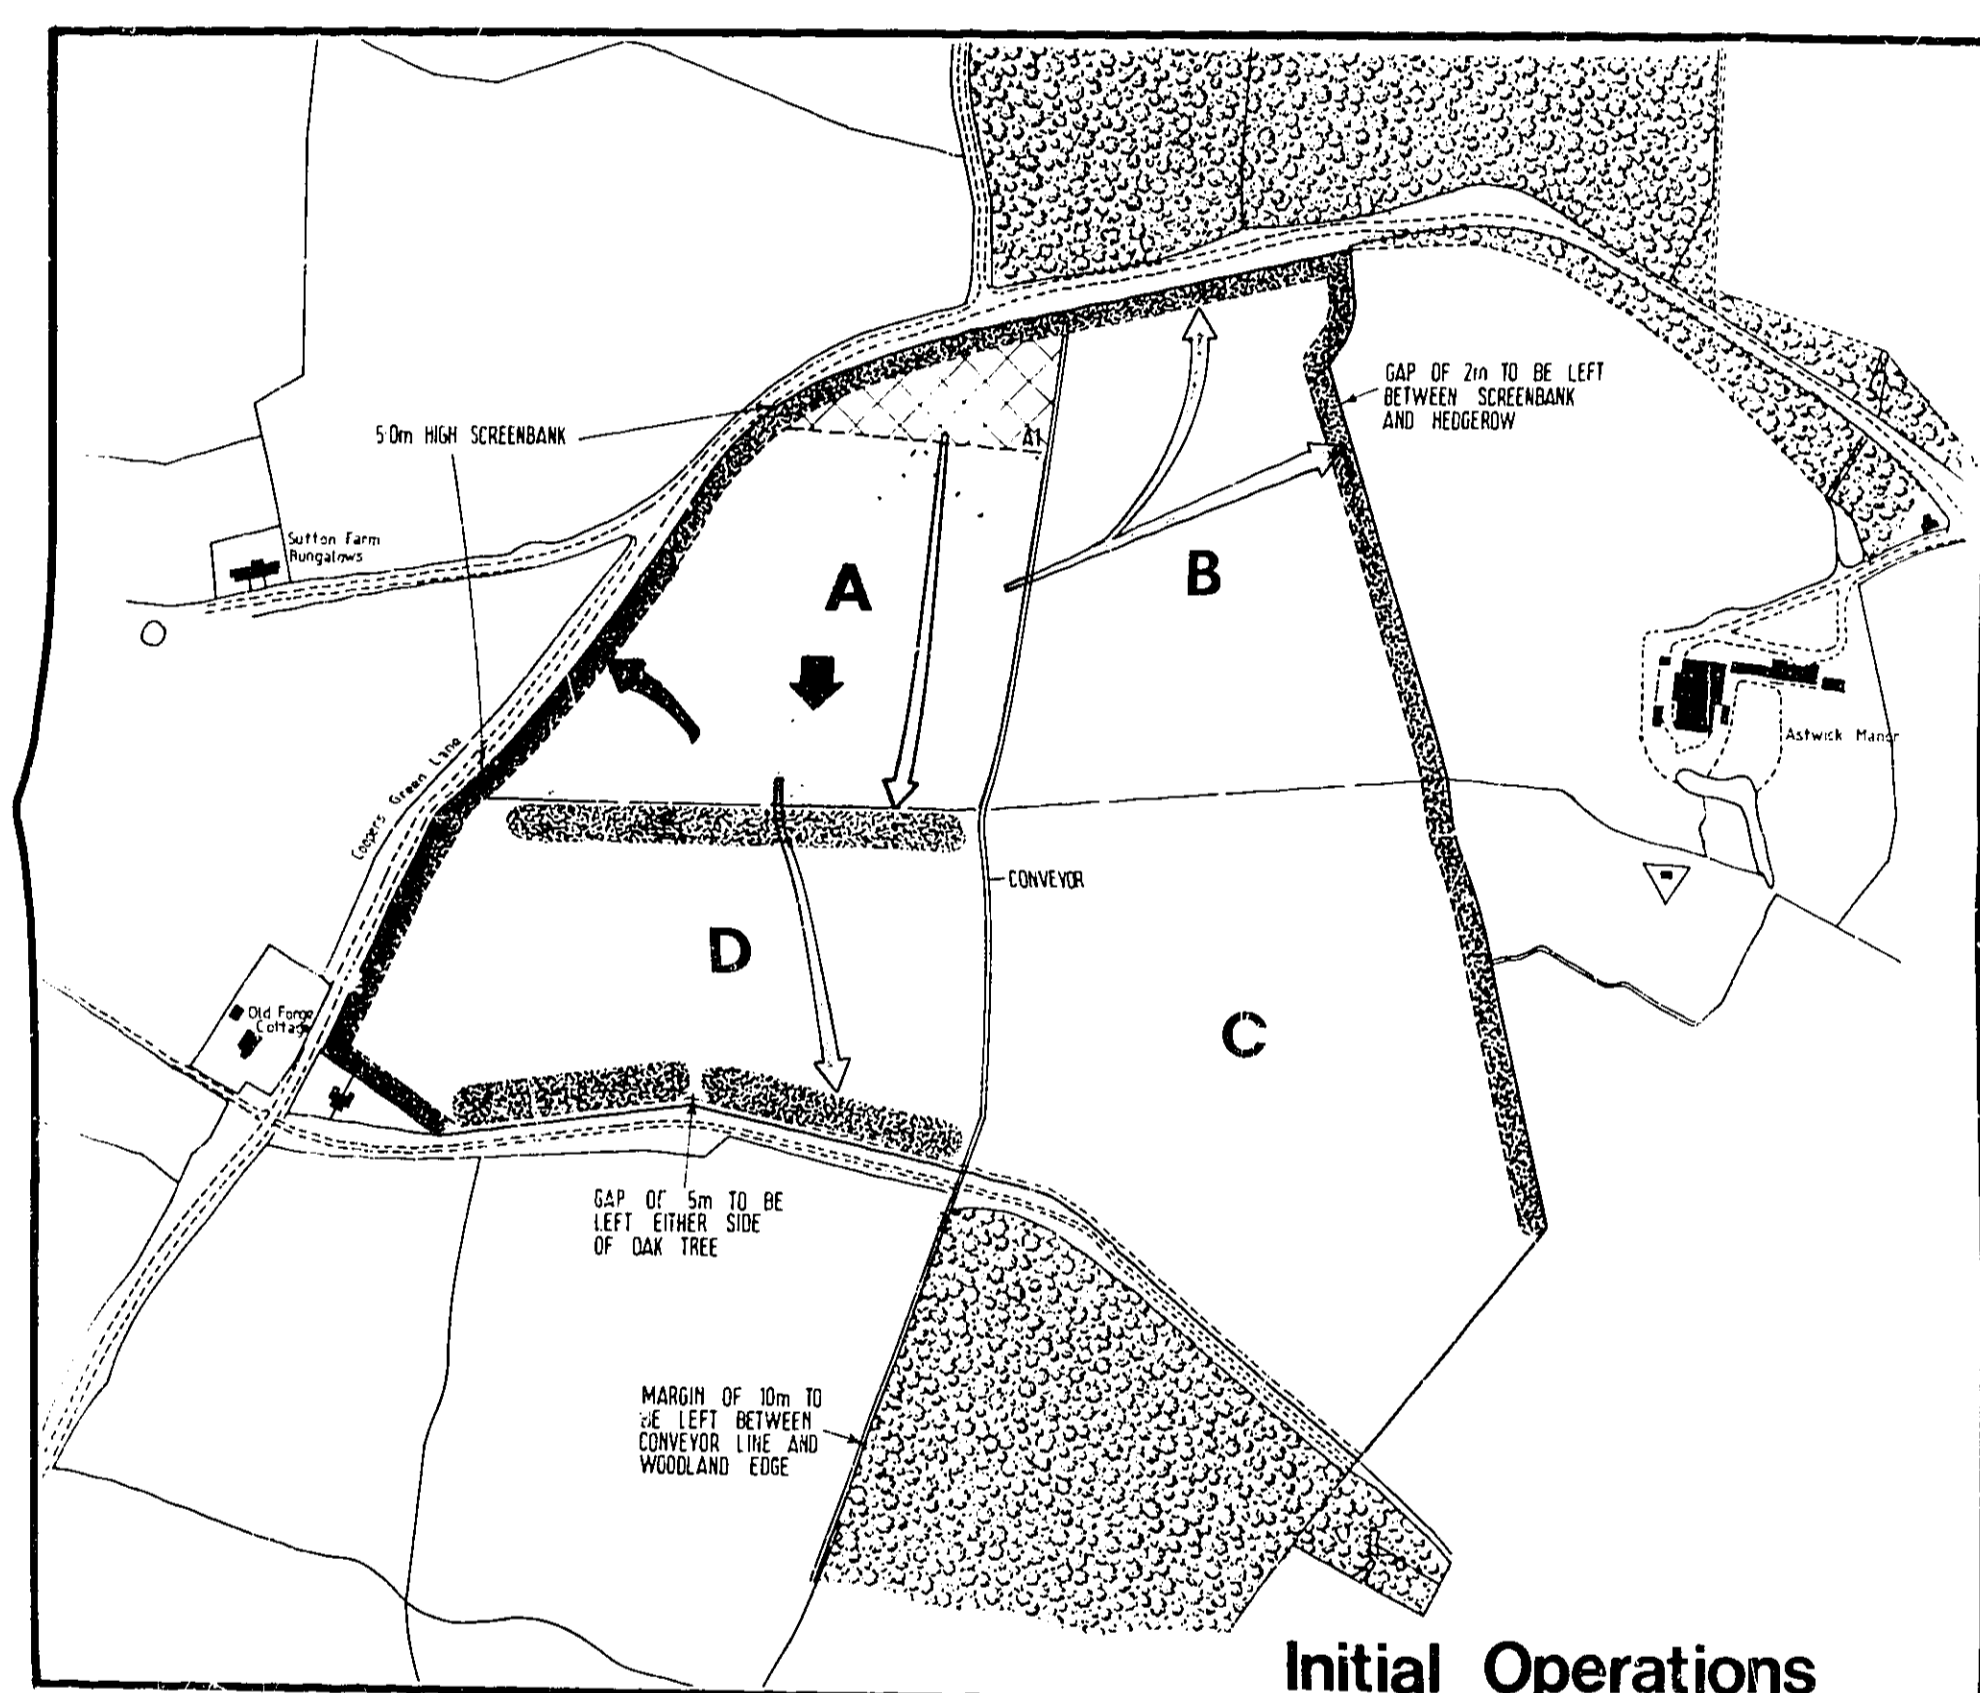 GAP OF 2m TO BE LEFT
BETWEEN SCREENBANK
AND HEDGEROW
5·0m HIGH SCREENBANK
A1
Sutton Farm
Bungalows
A
B
Astwick Manor
Coopers Green Lane
CONVEYOR
D
C
Old Forge
Cottage
GAP OF 5m TO BE
LEFT EITHER SIDE
OF OAK TREE
MARGIN OF 10m TO
BE LEFT BETWEEN
CONVEYOR LINE AND
WOODLAND EDGE
Initial Operations